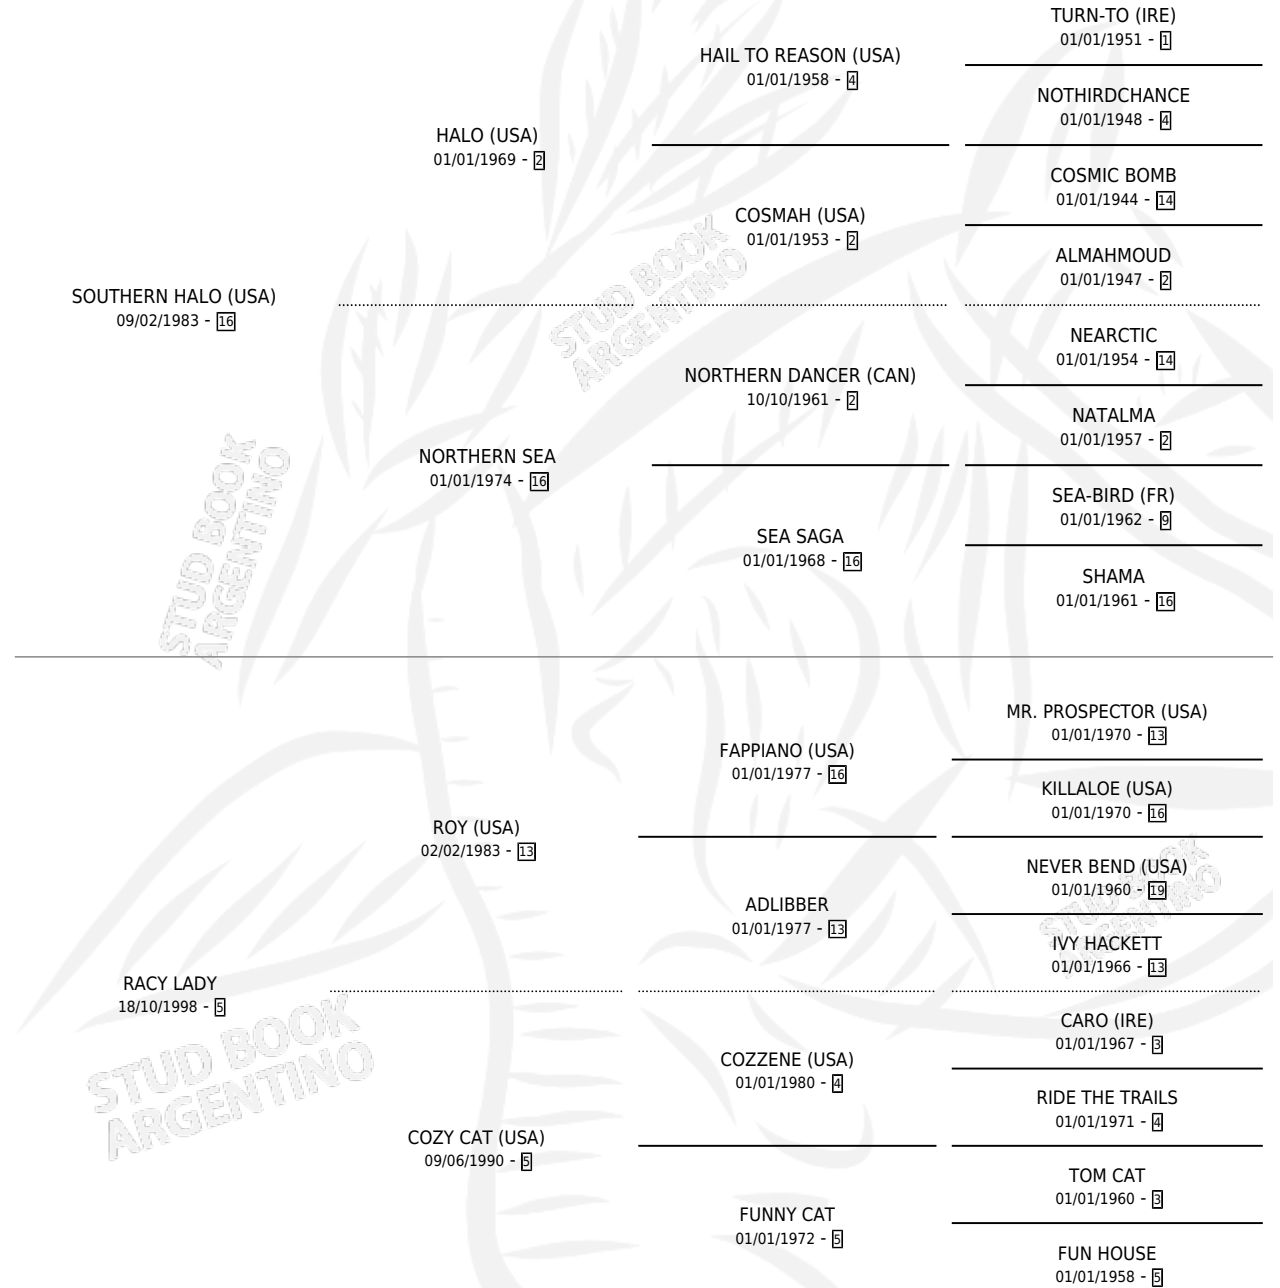 TURN-TO (IRE)
01/01/1951 - 1
HAIL TO REASON (USA)
01/01/1958 - 4
NOTHIRDCHANCE
01/01/1948 - 4
HALO (USA)
01/01/1969 - 2
COSMIC BOMB
01/01/1944 - 14
COSMAH (USA)
01/01/1953 - 2
ALMAHMOUD
01/01/1947 - 2
SOUTHERN HALO (USA)
09/02/1983 - 16
NEARCTIC
01/01/1954 - 14
NORTHERN DANCER (CAN)
10/10/1961 - 2
NATALMA
01/01/1957 - 2
NORTHERN SEA
01/01/1974 - 16
SEA-BIRD (FR)
01/01/1962 - 9
SEA SAGA
01/01/1968 - 16
SHAMA
01/01/1961 - 16
STUD BOOK
ARGENTINO
STUD BOOK
ARGENTINO
MR. PROSPECTOR (USA)
01/01/1970 - 13
FAPPIANO (USA)
01/01/1977 - 16
KILLALOE (USA)
01/01/1970 - 16
ROY (USA)
02/02/1983 - 13
NEVER BEND (USA)
01/01/1960 - 19
ADLIBBER
01/01/1977 - 13
IVY HACKETT
01/01/1966 - 13
RACY LADY
18/10/1998 - 5
CARO (IRE)
01/01/1967 - 3
COZZENE (USA)
01/01/1980 - 4
RIDE THE TRAILS
01/01/1971 - 4
COZY CAT (USA)
09/06/1990 - 5
TOM CAT
01/01/1960 - 3
FUNNY CAT
01/01/1972 - 5
FUN HOUSE
01/01/1958 - 5
STUD BOOK
ARGENTINO
STUD BOOK
ARGENTINO